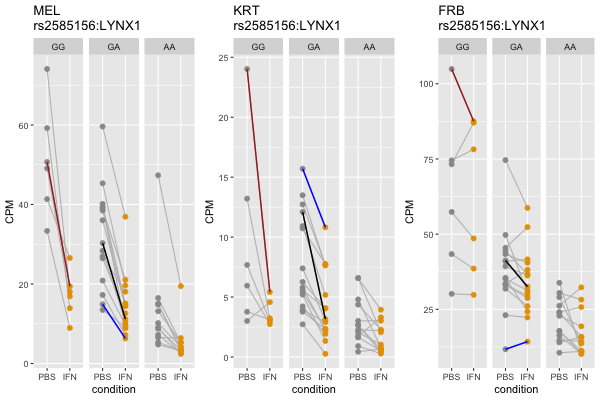 MEL
rs2585156:LYNX1
GG GA AA
CPM
60
40
20
0
PBS IFN PBS IFN PBS IFN
condition
KRT
rs2585156:LYNX1
GG GA AA
CPM
25
20
15
10
5
0
PBS IFN PBS IFN PBS IFN
condition
FRB
rs2585156:LYNX1
GG GA AA
CPM
100
75
50
25
PBS IFN PBS IFN PBS IFN
condition